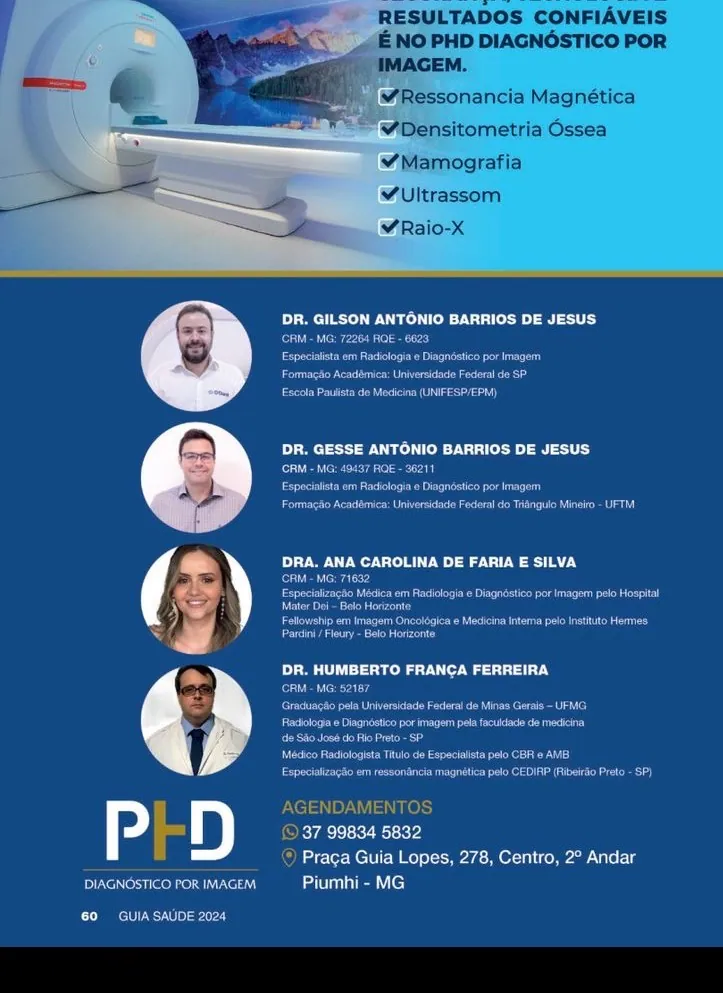 RESULTADOS CONFIÁVEIS
É NO PHD DIAGNÓSTICO POR
IMAGEM.
Ressonancia Magnética
Densitometria Óssea
Mamografia
Ultrassom
Raio-X
DR. GILSON ANTÔNIO BARRIOS DE JESUS
CRM - MG: 72264 RQE - 6623
Especialista em Radiologia e Diagnóstico por Imagem
Formação Acadêmica: Universidade Federal de SP
Escola Paulista de Medicina (UNIFESP/EPM)
DR. GESSE ANTÔNIO BARRIOS DE JESUS
CRM - MG: 49437 RQE - 36211
Especialista em Radiologia e Diagnóstico por Imagem
Formação Acadêmica: Universidade Federal do Triângulo Mineiro - UFTM
DRA. ANA CAROLINA DE FARIA E SILVA
CRM - MG: 71632
Especialização Médica em Radiologia e Diagnóstico por Imagem pelo Hospital
Mater Dei – Belo Horizonte
Fellowship em Imagem Oncológica e Medicina Interna pelo Instituto Hermes
Pardini / Fleury - Belo Horizonte
DR. HUMBERTO FRANÇA FERREIRA
CRM - MG: 52187
Graduação pela Universidade Federal de Minas Gerais – UFMG
Radiologia e Diagnóstico por imagem pela faculdade de medicina
de São José do Rio Preto - SP
Médico Radiologista Título de Especialista pelo CBR e AMB
Especialização em ressonância magnética pelo CEDIRP (Ribeirão Preto - SP)
PHD
DIAGNÓSTICO POR IMAGEM
AGENDAMENTOS
37 99834 5832
Praça Guia Lopes, 278, Centro, 2º Andar
Piumhi - MG
60 GUIA SAÚDE 2024